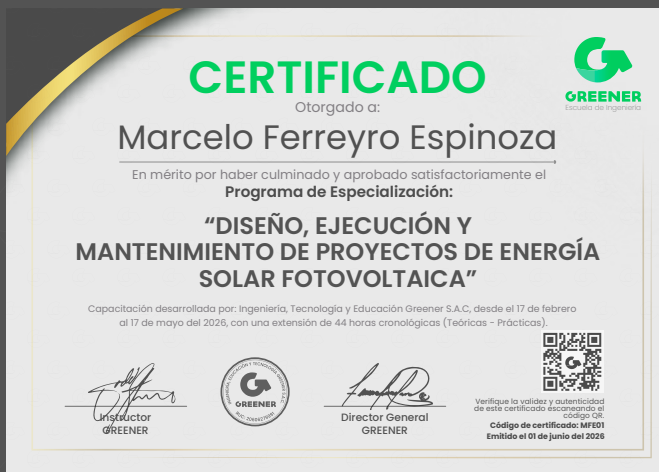 CERTIFICADO
Otorgado a:
GREENER
Escuela de Ingeniería
Marcelo Ferreyro Espinoza
En mérito por haber culminado y aprobado satisfactoriamente el
Programa de Especialización:
“DISEÑO, EJECUCIÓN Y
MANTENIMIENTO DE PROYECTOS DE ENERGÍA
SOLAR FOTOVOLTAICA”
Capacitación desarrollada por: Ingeniería, Tecnología y Educación Greener S.A.C, desde el 17 de febrero
al 17 de mayo del 2026, con una extensión de 44 horas cronológicas (Teóricas - Prácticas).
Instructor
GREENER
GREENER
Director General
GREENER
Verifique la validez y autenticidad
de este certificado escaneando el
código QR.
Código de certificado: MFE01
Emitido el 01 de junio del 2026